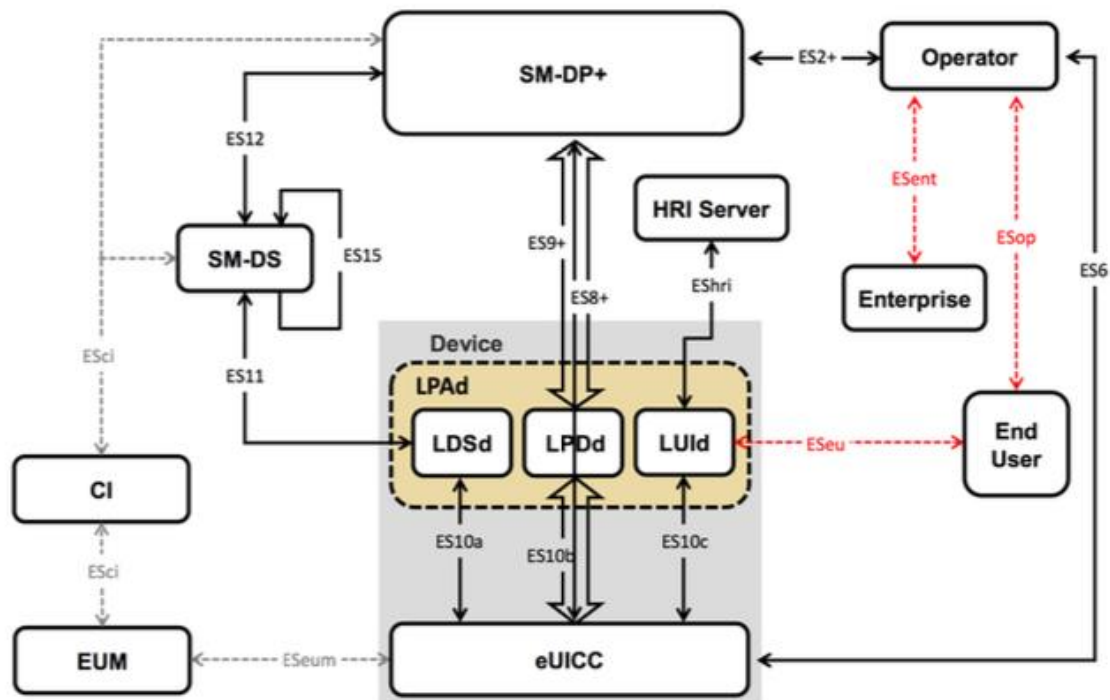 SM-DP+
ES2+
Operator
ES12
ESent
HRI Server
ESop
SM-DS
ES15
ES9+
ES8+
EShri
ES6
Enterprise
ESci
Device
ES11
LPAd
LDSd
LPDd
LUId
ESeu
End
User
CI
ES10a
ES10b
ES10c
ESci
EUM
ESeum
eUICC